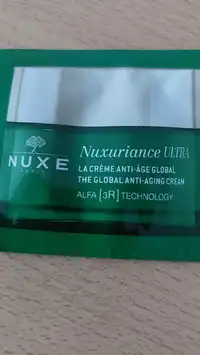 NUXE
PARIS
Nuxuriance ULTRA
LA CRÈME ANTI-ÂGE GLOBAL
THE GLOBAL ANTI-AGING CREAM
ALFA [3R] TECHNOLOGY